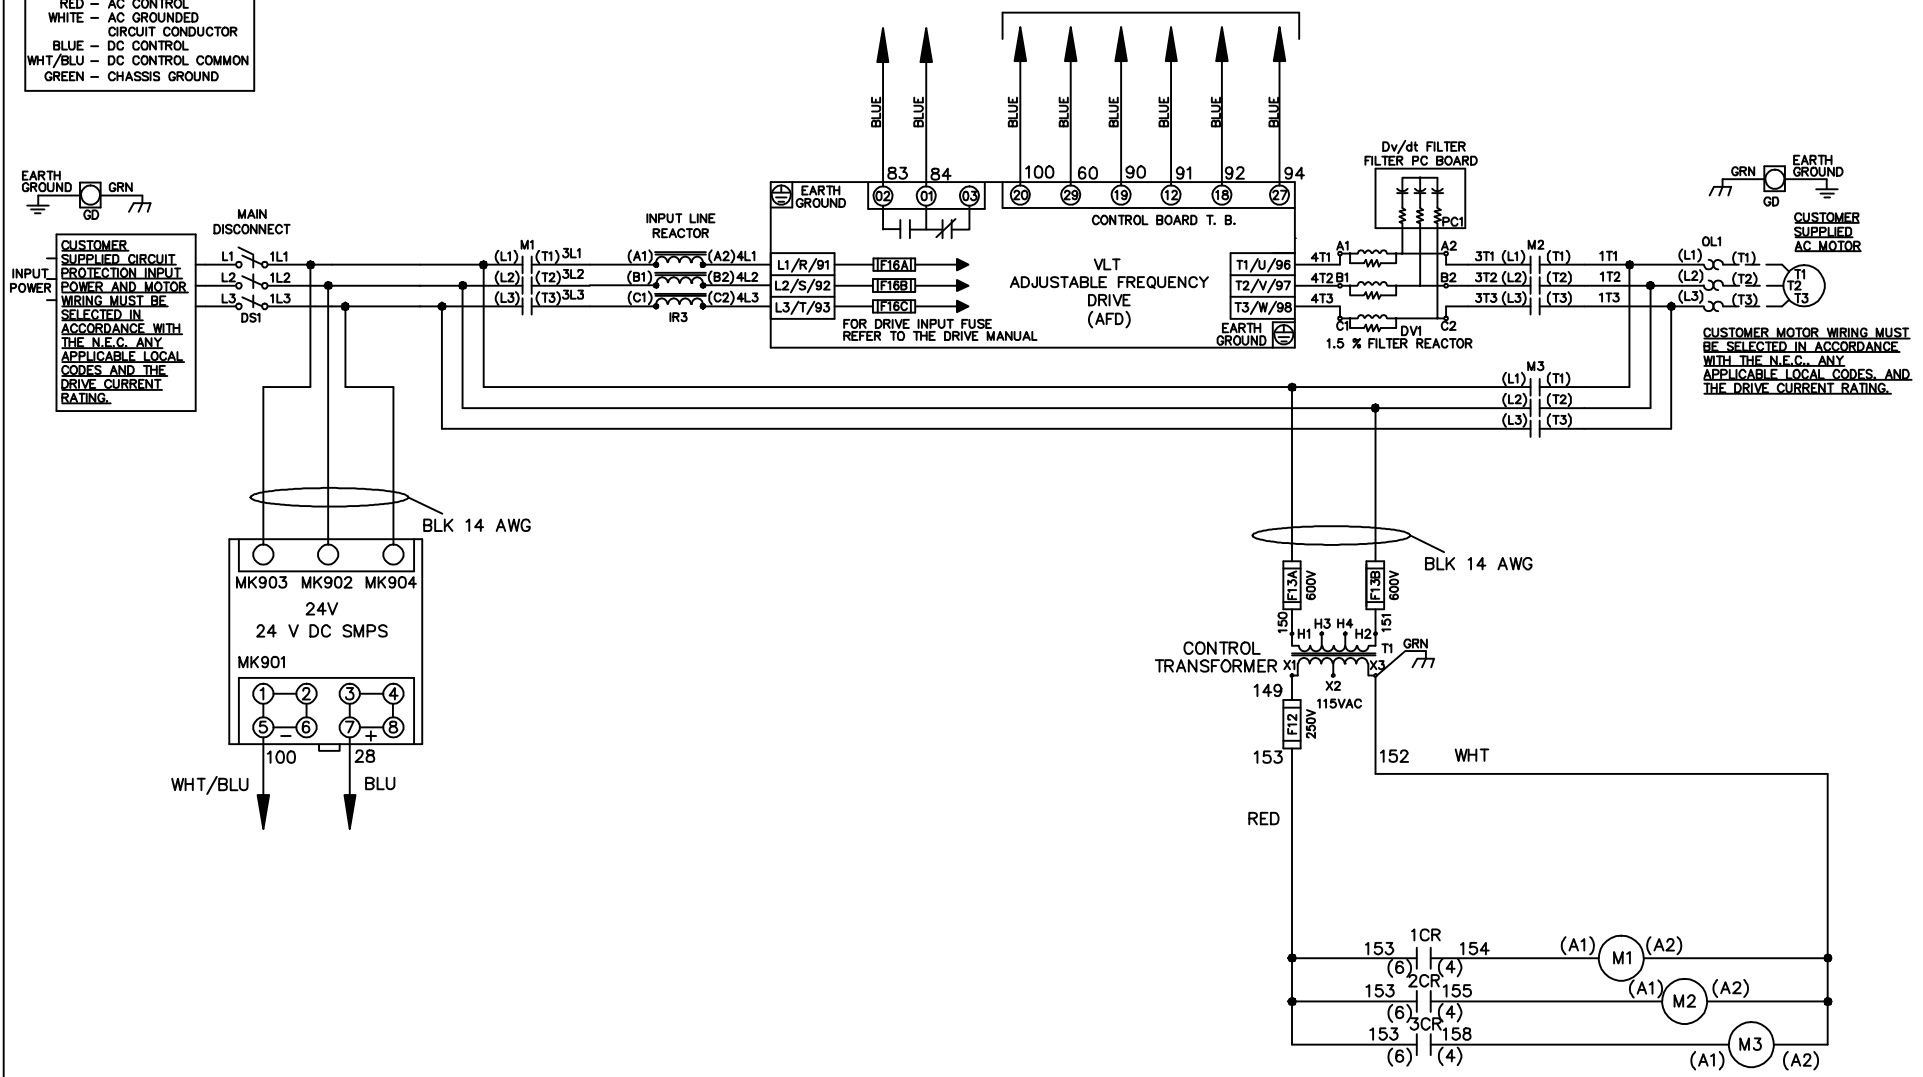 RED – AC CONTROL
WHITE – AC GROUNDED
CIRCUIT CONDUCTOR
BLUE – DC CONTROL
WHT/BLU – DC CONTROL COMMON
GREEN – CHASSIS GROUND
BLUE BLUE BLUE BLUE BLUE BLUE BLUE BLUE
83 84 100 60 90 91 92 94
EARTH
GROUND
02 01 03 20 29 19 12 18 27
CONTROL BOARD T. B.
Dv/dt FILTER
FILTER PC BOARD
PC1
EARTH
GROUND
GRN
GD
GRN
EARTH
GROUND
GD
CUSTOMER
SUPPLIED
AC MOTOR
MAIN
DISCONNECT
INPUT LINE
REACTOR
INPUT
POWER
CUSTOMER
SUPPLIED CIRCUIT
PROTECTION INPUT
POWER AND MOTOR
WIRING MUST BE
SELECTED IN
ACCORDANCE WITH
THE N.E.C. ANY
APPLICABLE LOCAL
CODES AND THE
DRIVE CURRENT
RATING.
L1 1L1
L2 1L2
L3 1L3
DS1
M1
(L1) (T1) 3L1
(L2) (T2) 3L2
(L3) (T3) 3L3
(A1) (A2) 4L1
(B1) (B2) 4L2
(C1) (C2) 4L3
IR3
L1/R/91 F16A
L2/S/92 F16B
L3/T/93 F16C
FOR DRIVE INPUT FUSE
REFER TO THE DRIVE MANUAL
VLT
ADJUSTABLE FREQUENCY
DRIVE
(AFD)
T1/U/96
T2/V/97
T3/W/98
EARTH
GROUND
4T1 A1 A2
4T2 B1 B2
4T3 C1 C2
DV1
1.5 % FILTER REACTOR
M2
3T1 (L1) (T1) 1T1
3T2 (L2) (T2) 1T2
3T3 (L3) (T3) 1T3
OL1
(L1) (T1)
(L2) (T2)
(L3) (T3)
T1
T2
T3
CUSTOMER MOTOR WIRING MUST
BE SELECTED IN ACCORDANCE
WITH THE N.E.C., ANY
APPLICABLE LOCAL CODES, AND
THE DRIVE CURRENT RATING.
M3
(L1) (T1)
(L2) (T2)
(L3) (T3)
BLK 14 AWG
MK903 MK902 MK904
24V
24 V DC SMPS
MK901
1 2 3 4
5 – 6 7 + 8
100 28
WHT/BLU BLU
BLK 14 AWG
F13A 600V F13B 600V
150 151
H1 H3 H4 H2
T1
GRN
CONTROL
TRANSFORMER
X1 X2 X3
149
115VAC
F12 250V
153
152 WHT
RED
1CR
153 154 (A1) M1 (A2)
(6) (4)
2CR
153 155 (A1) M2 (A2)
(6) (4)
3CR
153 158 M3
(6) (4) (A1) (A2)